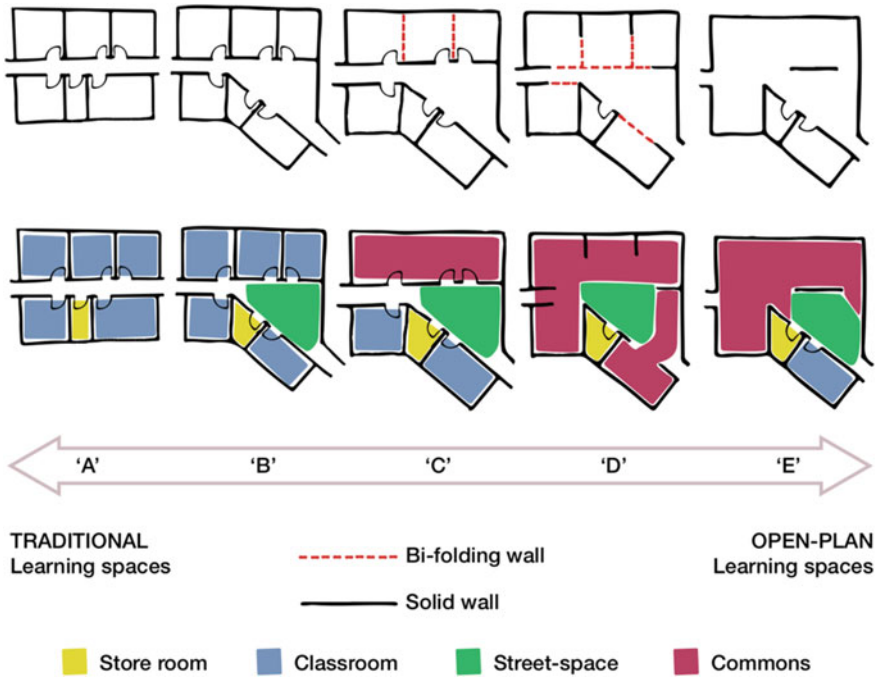 ‘A’ ‘B’ ‘C’ ‘D’ ‘E’
TRADITIONAL
Learning spaces
Bi-folding wall
Solid wall
OPEN-PLAN
Learning spaces
Store room Classroom Street-space Commons